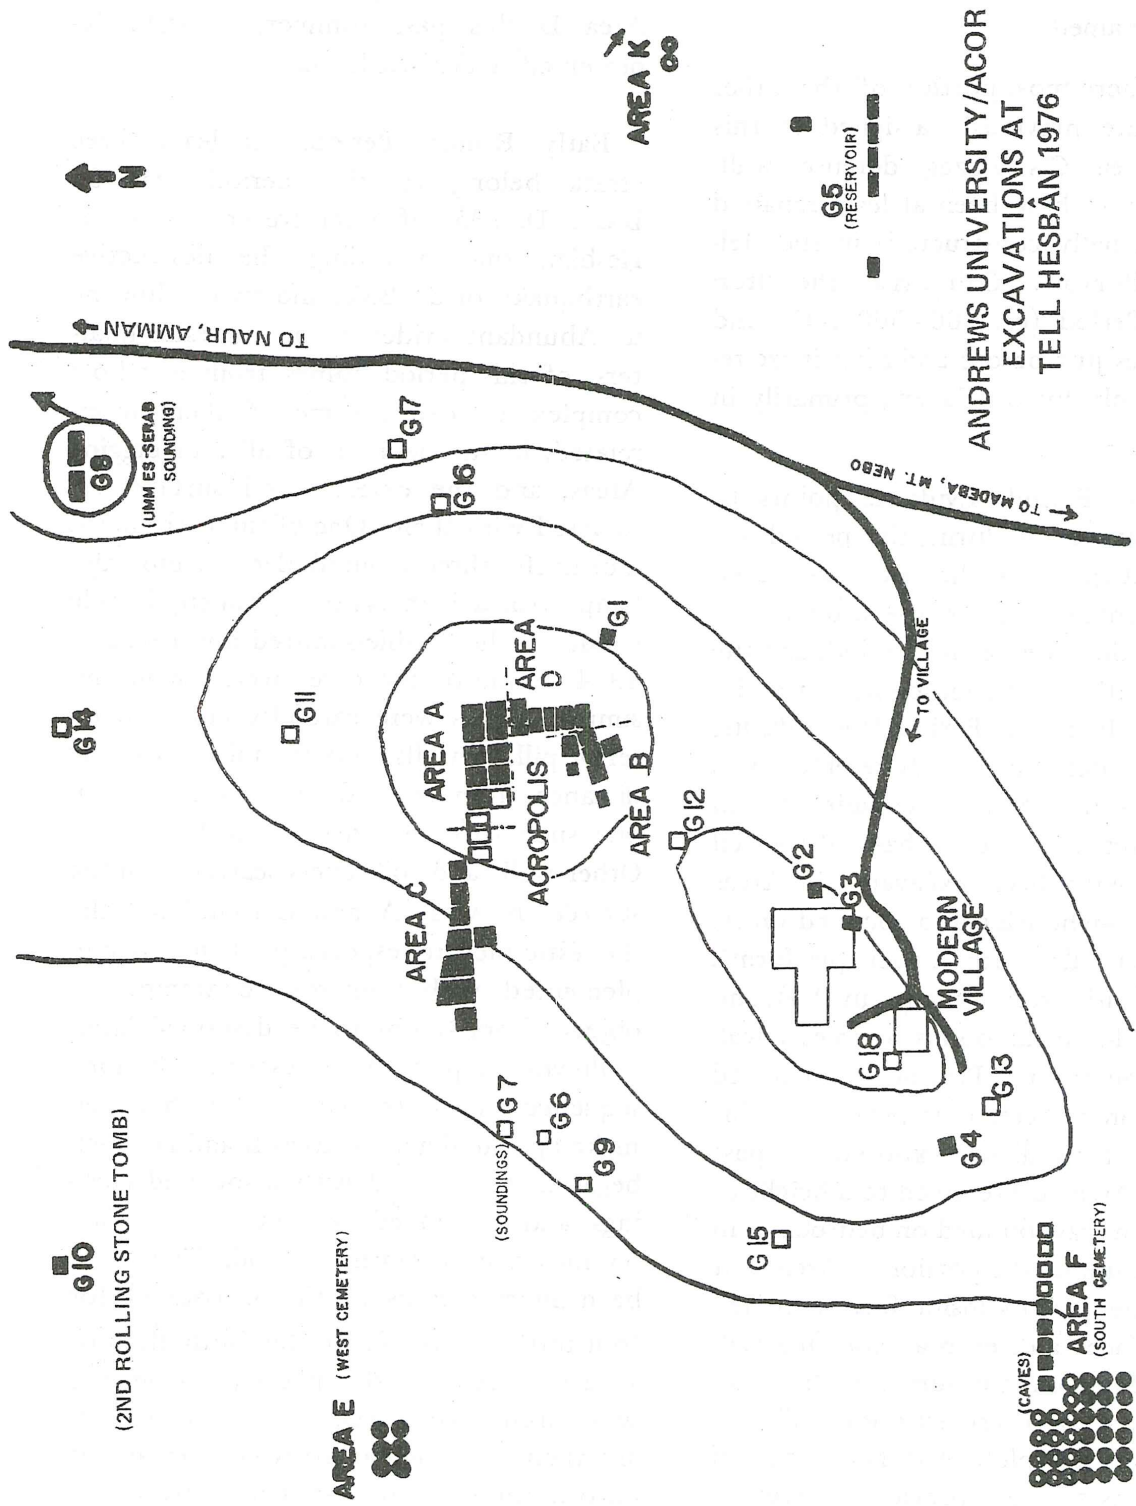 G10
(2ND ROLLING STONE TOMB)
G14
G8
(UMM ES-SERAB
SOUNDING)
N
TO NAUR, AMMAN
G11
G17
G16
AREA E (WEST CEMETERY)
AREA C
AREA A
ACROPOLIS
AREA
D
AREA B
G1
G7
(SOUNDINGS)
G6
G9
G12
G2
G3
G15
G18
MODERN
VILLAGE
TO VILLAGE
TO MADEBA, MT. NEBO
G4
G13
(CAVES)
AREA F
(SOUTH CEMETERY)
AREA K
G5
(RESERVOIR)
ANDREWS UNIVERSITY/ACOR
EXCAVATIONS AT
TELL ḤESBÂN 1976